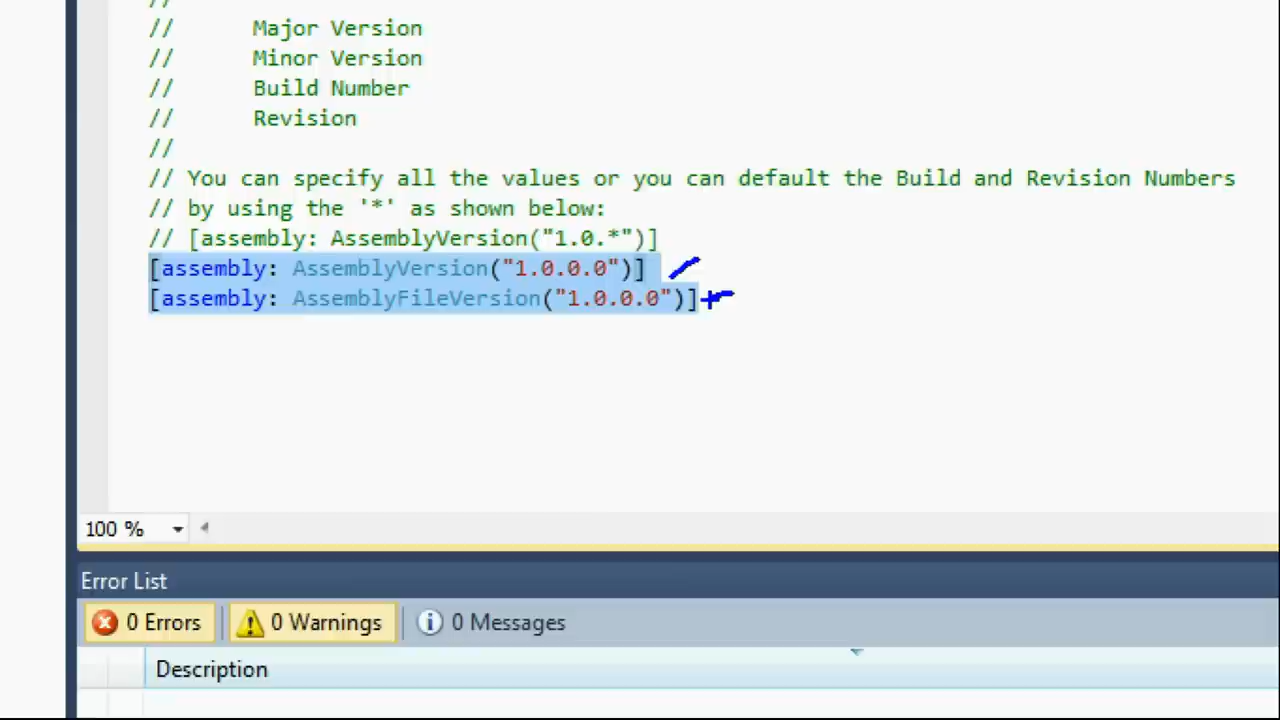 //
//      Major Version
//      Minor Version
//      Build Number
//      Revision
//
// You can specify all the values or you can default the Build and Revision Numbers
// by using the '*' as shown below:
// [assembly: AssemblyVersion("1.0.*")]
[assembly: AssemblyVersion("1.0.0.0")]
[assembly: AssemblyFileVersion("1.0.0.0")]
100 %
Error List
0 Errors 0 Warnings 0 Messages
Description